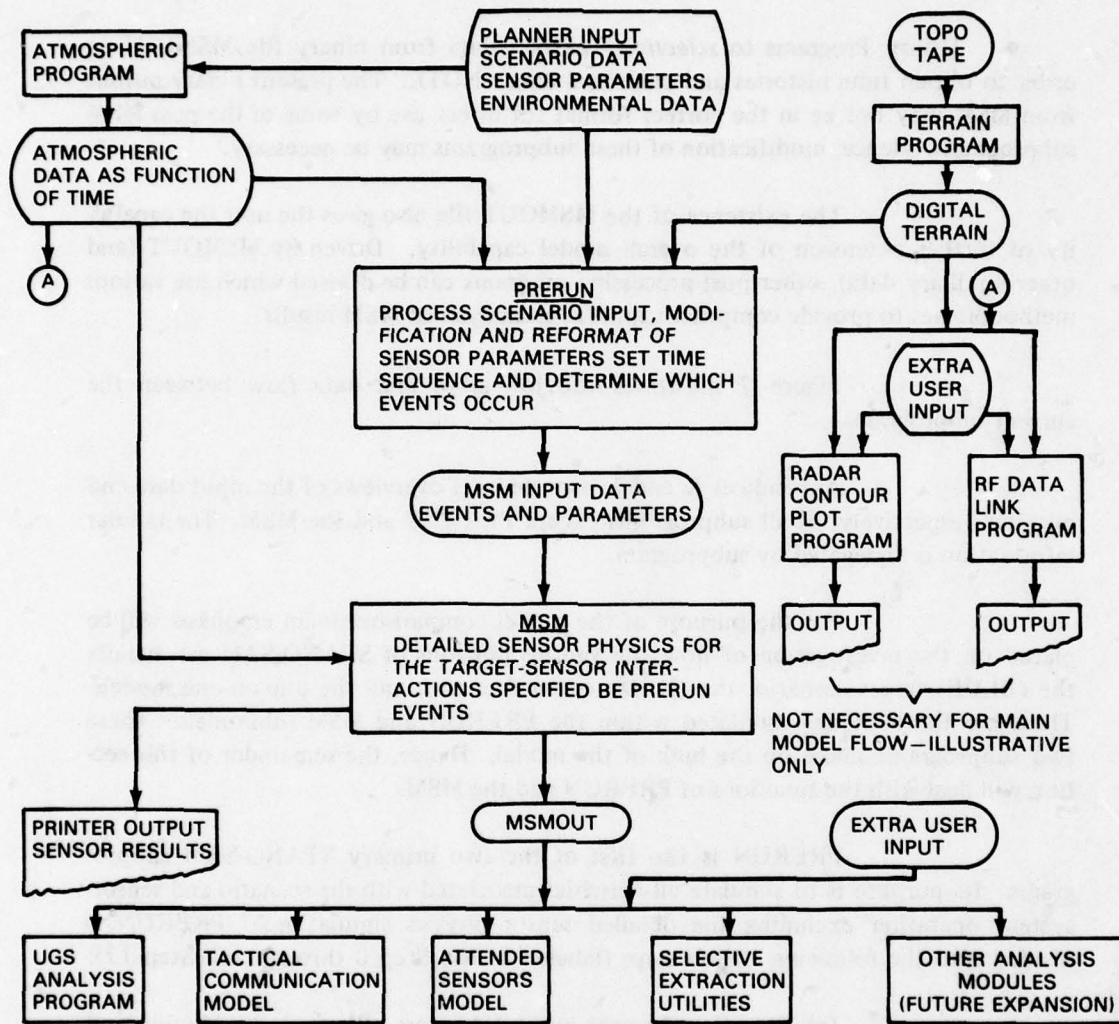 ATMOSPHERIC
PROGRAM
PLANNER INPUT
SCENARIO DATA
SENSOR PARAMETERS
ENVIRONMENTAL DATA
TOPO
TAPE
TERRAIN
PROGRAM
ATMOSPHERIC
DATA AS FUNCTION
OF TIME
DIGITAL
TERRAIN
A
A
PRERUN
PROCESS SCENARIO INPUT, MODI-
FICATION AND REFORMAT OF
SENSOR PARAMETERS SET TIME
SEQUENCE AND DETERMINE WHICH
EVENTS OCCUR
EXTRA
USER
INPUT
RADAR
CONTOUR
PLOT
PROGRAM
RF DATA
LINK
PROGRAM
MSM INPUT DATA
EVENTS AND PARAMETERS
OUTPUT
OUTPUT
MSM
DETAILED SENSOR PHYSICS FOR
THE TARGET-SENSOR INTER-
ACTIONS SPECIFIED BE PRERUN
EVENTS
NOT NECESSARY FOR MAIN
MODEL FLOW – ILLUSTRATIVE
ONLY
PRINTER OUTPUT
SENSOR RESULTS
MSMOUT
EXTRA USER
INPUT
UGS
ANALYSIS
PROGRAM
TACTICAL
COMMUNICATION
MODEL
ATTENDED
SENSORS
MODEL
SELECTIVE
EXTRACTION
UTILITIES
OTHER ANALYSIS
MODULES
(FUTURE EXPANSION)